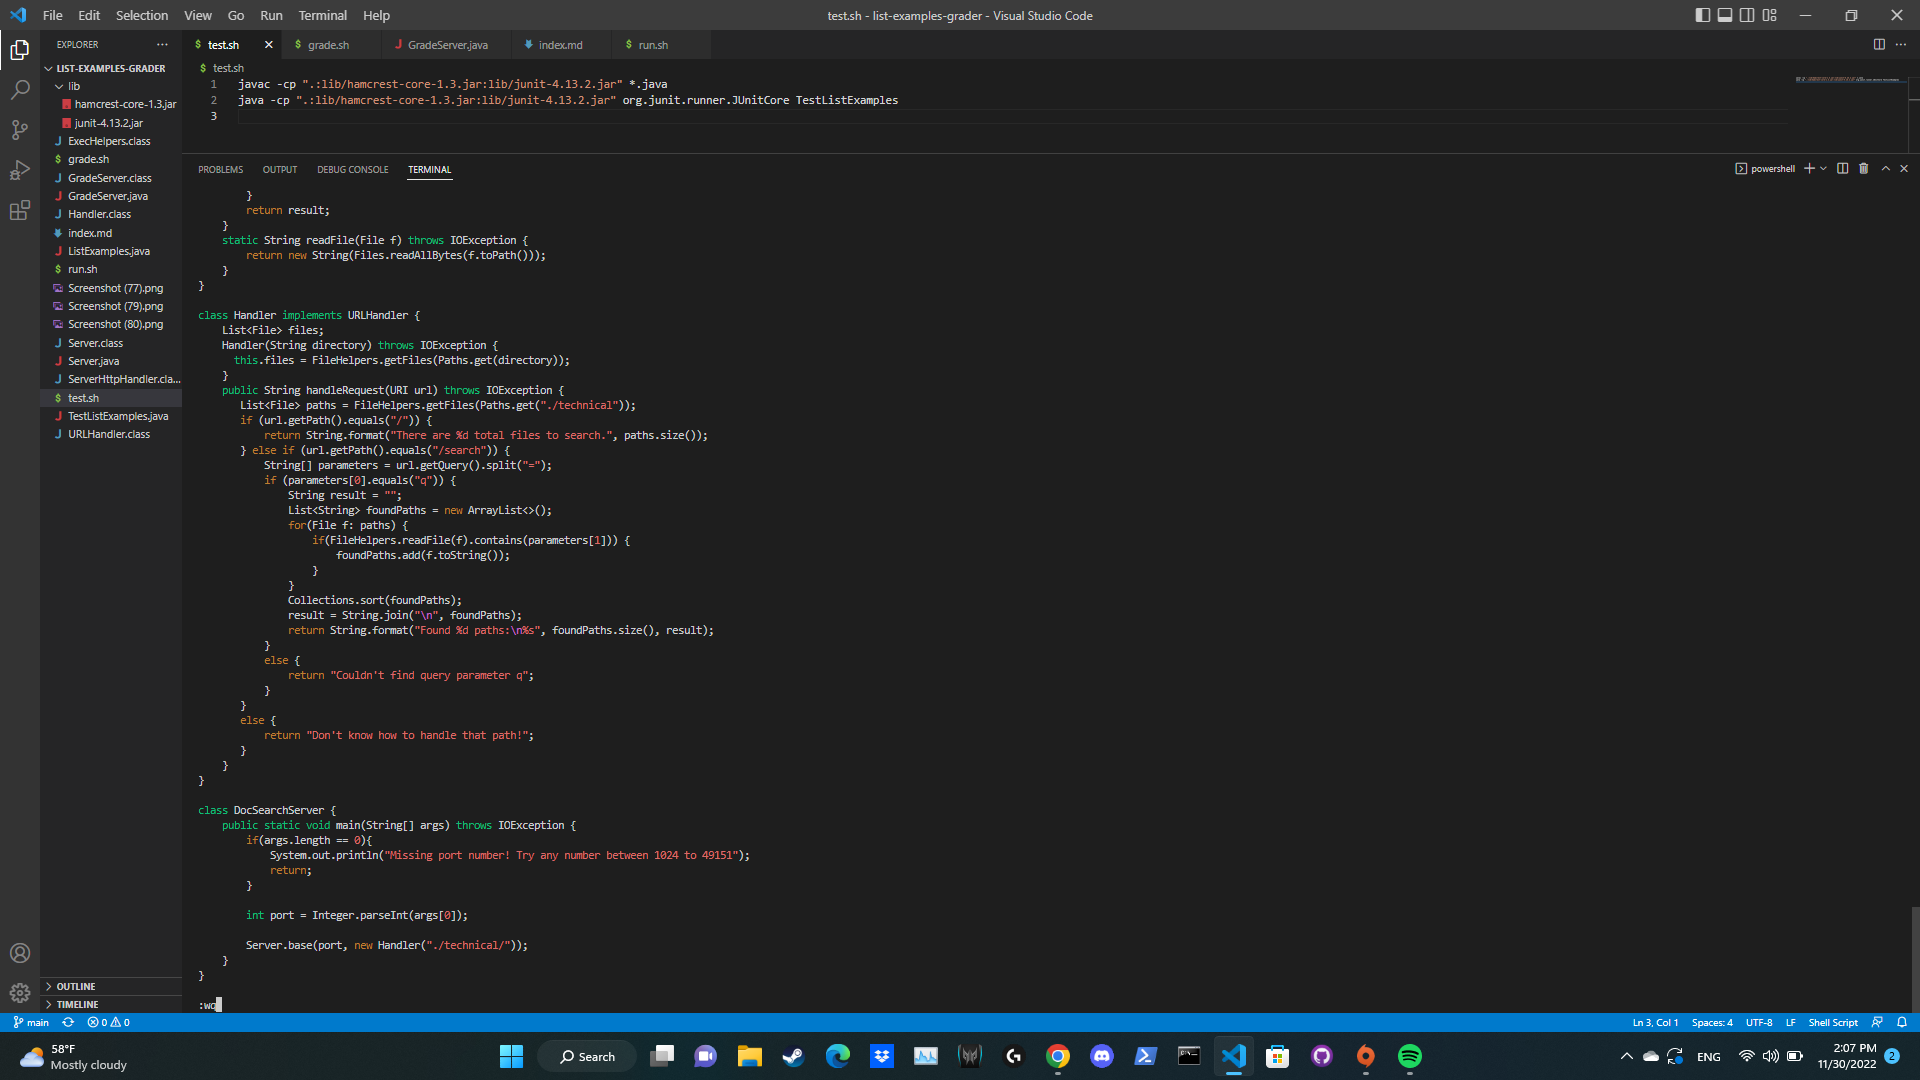 File Edit Selection View Go Run Terminal Help
test.sh - list-examples-grader - Visual Studio Code
EXPLORER
LIST-EXAMPLES-GRADER
lib
hamcrest-core-1.3.jar
junit-4.13.2.jar
ExecHelpers.class
grade.sh
GradeServer.class
GradeServer.java
Handler.class
index.md
ListExamples.java
run.sh
Screenshot (77).png
Screenshot (79).png
Screenshot (80).png
Server.class
Server.java
ServerHttpHandler.cla...
test.sh
TestListExamples.java
URLHandler.class
OUTLINE
TIMELINE
test.sh grade.sh GradeServer.java index.md run.sh
test.sh
1 javac -cp ".:lib/hamcrest-core-1.3.jar:lib/junit-4.13.2.jar" *.java
2 java -cp ".:lib/hamcrest-core-1.3.jar:lib/junit-4.13.2.jar" org.junit.runner.JUnitCore TestListExamples
3
PROBLEMS OUTPUT DEBUG CONSOLE TERMINAL
powershell
}
return result;
}
static String readFile(File f) throws IOException {
return new String(Files.readAllBytes(f.toPath()));
}
}
class Handler implements URLHandler {
List<File> files;
Handler(String directory) throws IOException {
this.files = FileHelpers.getFiles(Paths.get(directory));
}
public String handleRequest(URI url) throws IOException {
List<File> paths = FileHelpers.getFiles(Paths.get("./technical"));
if (url.getPath().equals("/")) {
return String.format("There are %d total files to search.", paths.size());
} else if (url.getPath().equals("/search")) {
String[] parameters = url.getQuery().split("=");
if (parameters[0].equals("q")) {
String result = "";
List<String> foundPaths = new ArrayList<>();
for(File f: paths) {
if(FileHelpers.readFile(f).contains(parameters[1])) {
foundPaths.add(f.toString());
}
}
Collections.sort(foundPaths);
result = String.join("\n", foundPaths);
return String.format("Found %d paths:\n%s", foundPaths.size(), result);
}
else {
return "Couldn't find query parameter q";
}
}
else {
return "Don't know how to handle that path!";
}
}
}
class DocSearchServer {
public static void main(String[] args) throws IOException {
if(args.length == 0){
System.out.println("Missing port number! Try any number between 1024 to 49151");
return;
}
int port = Integer.parseInt(args[0]);
Server.base(port, new Handler("./technical/"));
}
}
:wq
main 0 0
Ln 3, Col 1 Spaces: 4 UTF-8 LF Shell Script
58°F
Mostly cloudy
Search
ENG
2:07 PM
11/30/2022
2